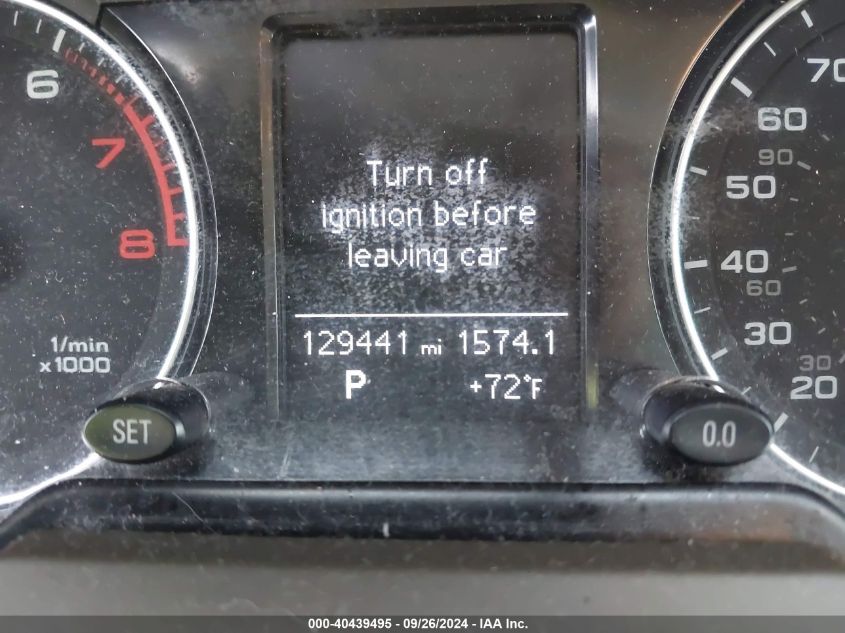 6
7
8
1/min
x1000
SET
Turn off
ignition before
leaving car
129441 mi 1574.1
P +72°F
70
60
90
50
40
60
30
30
20
0.0
000-40439495 - 09/26/2024 - IAA Inc.